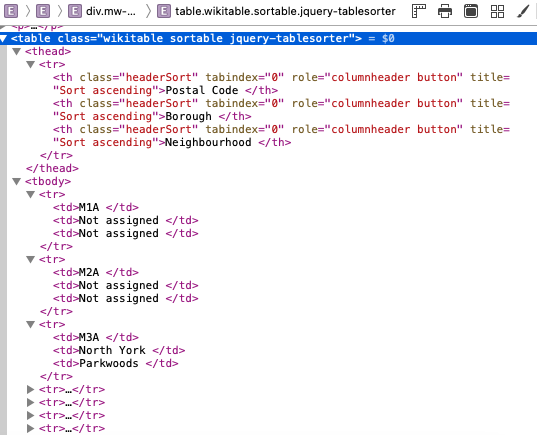 E E div.mw-… E table.wikitable.sortable.jquery-tablesorter
<p>…</p>
<table class="wikitable sortable jquery-tablesorter"> = $0
<thead>
<tr>
<th class="headerSort" tabindex="0" role="columnheader button" title=
"Sort ascending">Postal Code </th>
<th class="headerSort" tabindex="0" role="columnheader button" title=
"Sort ascending">Borough </th>
<th class="headerSort" tabindex="0" role="columnheader button" title=
"Sort ascending">Neighbourhood </th>
</tr>
</thead>
<tbody>
<tr>
<td>M1A </td>
<td>Not assigned </td>
<td>Not assigned </td>
</tr>
<tr>
<td>M2A </td>
<td>Not assigned </td>
<td>Not assigned </td>
</tr>
<tr>
<td>M3A </td>
<td>North York </td>
<td>Parkwoods </td>
</tr>
<tr>…</tr>
<tr>…</tr>
<tr>…</tr>
<tr>…</tr>